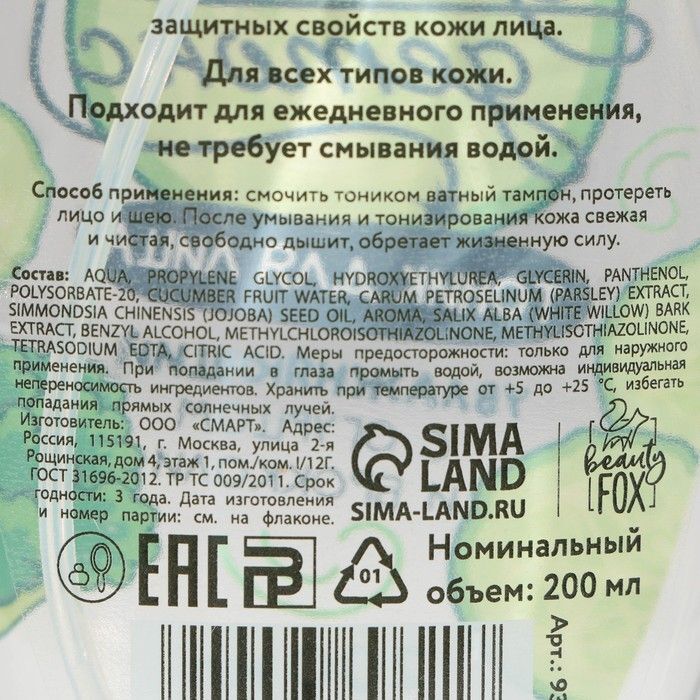 защитных свойств кожи лица.
Для всех типов кожи.
Подходит для ежедневного применения,
не требует смывания водой.
Способ применения: смочить тоником ватный тампон, протереть
лицо и шею. После умывания и тонизирования кожа свежая
и чистая, свободно дышит, обретает жизненную силу.
Состав: AQUA, PROPYLENE GLYCOL, HYDROXYETHYLUREA, GLYCERIN, PANTHENOL,
POLYSORBATE-20, CUCUMBER FRUIT WATER, CARUM PETROSELINUM (PARSLEY) EXTRACT,
SIMMONDSIA CHINENSIS (JOJOBA) SEED OIL, AROMA, SALIX ALBA (WHITE WILLOW) BARK
EXTRACT, BENZYL ALCOHOL, METHYLCHLOROISOTHIAZOLINONE, METHYLISOTHIAZOLINONE,
TETRASODIUM EDTA, CITRIC ACID. Меры предосторожности: только для наружного
применения. При попадании в глаза промыть водой, возможна индивидуальная
непереносимость ингредиентов. Хранить при температуре от +5 до +25 °C, избегать
попадания прямых солнечных лучей.
Изготовитель: ООО «СМАРТ». Адрес:
Россия, 115191, г. Москва, улица 2-я
Рощинская, дом 4, этаж 1, пом./ком. I/12Г.
ГОСТ 31696-2012. ТР ТС 009/2011. Срок
годности: 3 года. Дата изготовления
и номер партии: см. на флаконе.
SIMA
LAND
SIMA-LAND.RU
beauty
FOX
EAC
01
Номинальный
объем: 200 мл
Арт.: 93